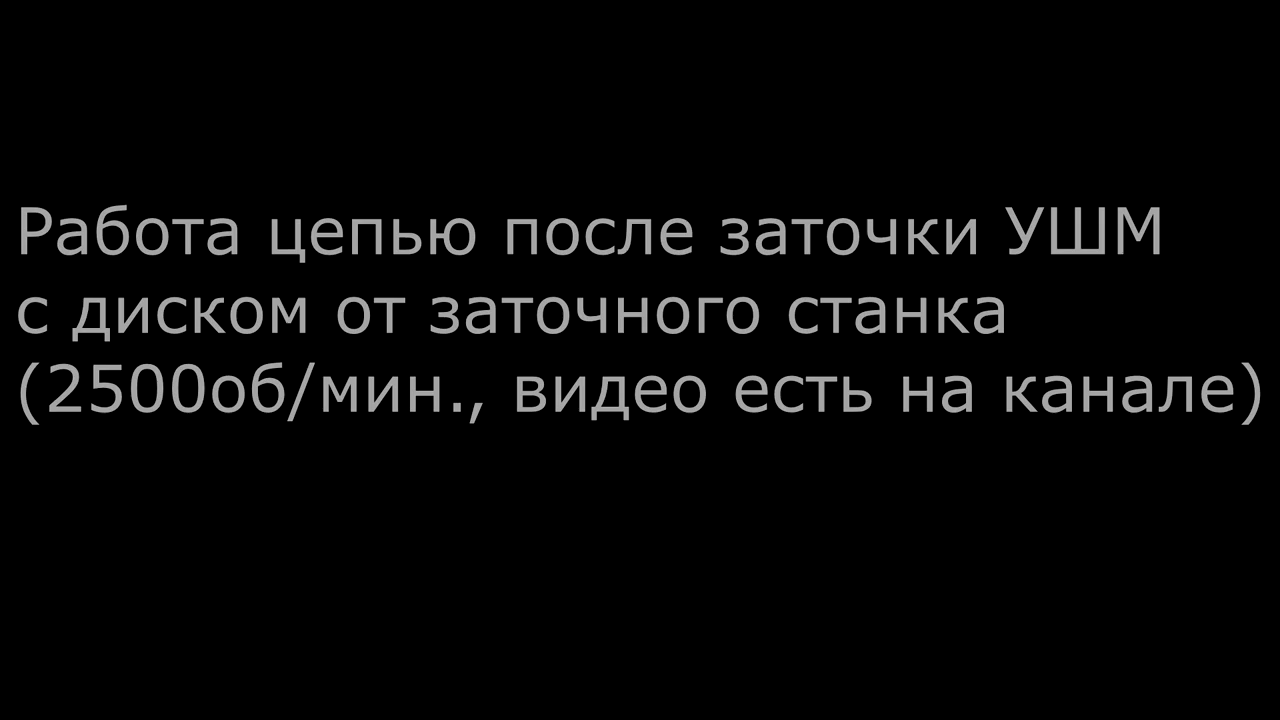 Работа цепью после заточки УШМ
с диском от заточного станка
(2500об/мин., видео есть на канале)